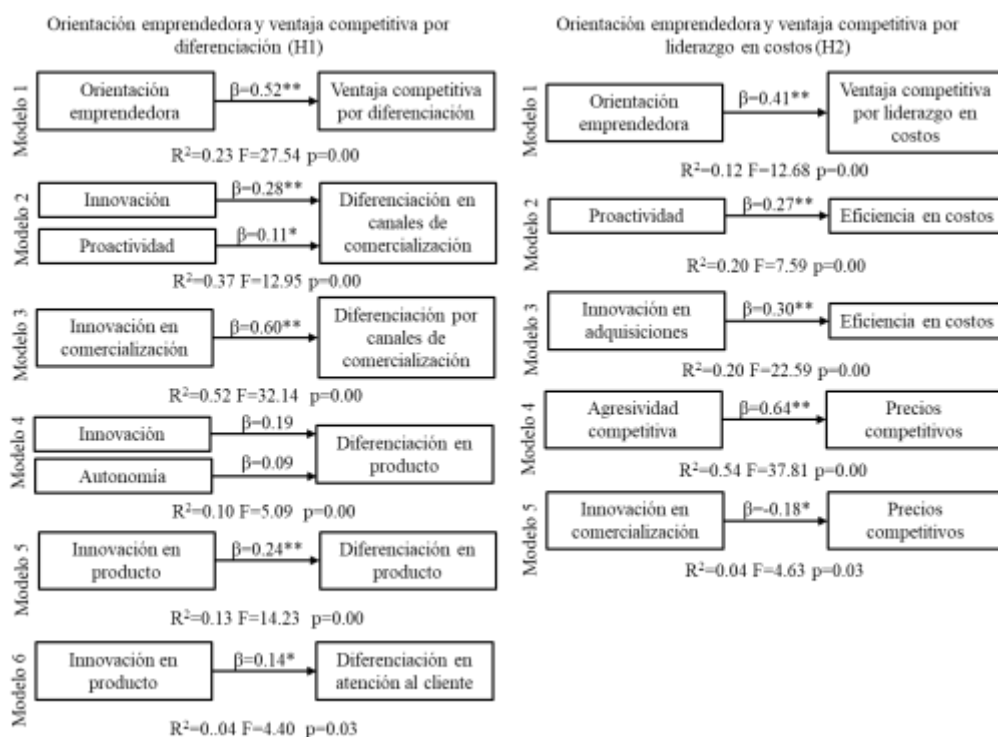 Orientación emprendedora y ventaja competitiva por
diferenciación (H1)
Modelo 1
Orientación
emprendedora
β=0.52**
Ventaja competitiva
por diferenciación
R²=0.23 F=27.54 p=0.00
Modelo 2
Innovación
β=0.28**
Proactividad
β=0.11*
Diferenciación en
canales de
comercialización
R²=0.37 F=12.95 p=0.00
Modelo 3
Innovación en
comercialización
β=0.60**
Diferenciación por
canales de
comercialización
R²=0.52 F=32.14 p=0.00
Modelo 4
Innovación
β=0.19
Autonomía
β=0.09
Diferenciación en
producto
R²=0.10 F=5.09 p=0.00
Modelo 5
Innovación en
producto
β=0.24**
Diferenciación en
producto
R²=0.13 F=14.23 p=0.00
Modelo 6
Innovación en
producto
β=0.14*
Diferenciación en
atención al cliente
R²=0..04 F=4.40 p=0.03
Orientación emprendedora y ventaja competitiva por
liderazgo en costos (H2)
Modelo 1
Orientación
emprendedora
β=0.41**
Ventaja competitiva
por liderazgo en
costos
R²=0.12 F=12.68 p=0.00
Modelo 2
Proactividad
β=0.27**
Eficiencia en costos
R²=0.20 F=7.59 p=0.00
Modelo 3
Innovación en
adquisiciones
β=0.30**
Eficiencia en costos
R²=0.20 F=22.59 p=0.00
Modelo 4
Agresividad
competitiva
β=0.64**
Precios
competitivos
R²=0.54 F=37.81 p=0.00
Modelo 5
Innovación en
comercialización
β=-0.18*
Precios
competitivos
R²=0.04 F=4.63 p=0.03